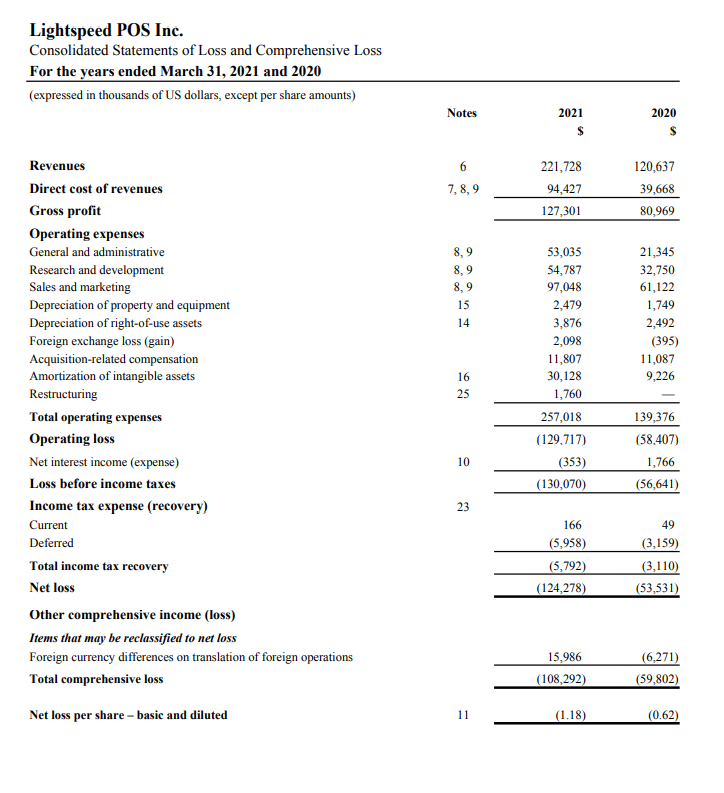 Lightspeed POS Inc.
Consolidated Statements of Loss and Comprehensive Loss
For the years ended March 31, 2021 and 2020
(expressed in thousands of US dollars, except per share amounts)
Notes 2021 2020
$ $
Revenues 6 221,728 120,637
Direct cost of revenues 7, 8, 9 94,427 39,668
Gross profit 127,301 80,969
Operating expenses
General and administrative 8, 9 53,035 21,345
Research and development 8, 9 54,787 32,750
Sales and marketing 8, 9 97,048 61,122
Depreciation of property and equipment 15 2,479 1,749
Depreciation of right-of-use assets 14 3,876 2,492
Foreign exchange loss (gain) 2,098 (395)
Acquisition-related compensation 11,807 11,087
Amortization of intangible assets 16 30,128 9,226
Restructuring 25 1,760 —
Total operating expenses 257,018 139,376
Operating loss (129,717) (58,407)
Net interest income (expense) 10 (353) 1,766
Loss before income taxes (130,070) (56,641)
Income tax expense (recovery) 23
Current 166 49
Deferred (5,958) (3,159)
Total income tax recovery (5,792) (3,110)
Net loss (124,278) (53,531)
Other comprehensive income (loss)
Items that may be reclassified to net loss
Foreign currency differences on translation of foreign operations 15,986 (6,271)
Total comprehensive loss (108,292) (59,802)
Net loss per share – basic and diluted 11 (1.18) (0.62)